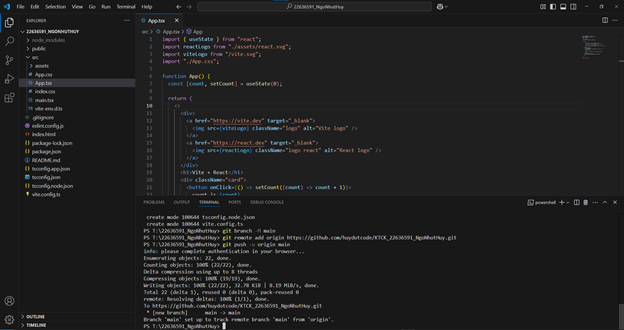 File Edit Selection View Go Run Terminal Help
22636591_NgoNhutHuy
EXPLORER
22636591_NGONHUTHUY
node_modules
public
src
assets
App.css
App.tsx
index.css
main.tsx
vite-env.d.ts
.gitignore
eslint.config.js
index.html
package-lock.json
package.json
README.md
tsconfig.app.json
tsconfig.json
tsconfig.node.json
vite.config.ts
OUTLINE
TIMELINE
App.tsx
src > App.tsx > App
1 import { useState } from "react";
2 import reactLogo from "./assets/react.svg";
3 import viteLogo from "/vite.svg";
4 import "./App.css";
5
6 function App() {
7 const [count, setCount] = useState(0);
8
9 return (
10 <>
11 <div>
12 <a href="https://vite.dev" target="_blank">
13 <img src={viteLogo} className="logo" alt="Vite logo" />
14 </a>
15 <a href="https://react.dev" target="_blank">
16 <img src={reactLogo} className="logo react" alt="React logo" />
17 </a>
18 </div>
19 <h1>Vite + React</h1>
20 <div className="card">
21 <button onClick={() => setCount((count) => count + 1)}>
PROBLEMS OUTPUT TERMINAL PORTS DEBUG CONSOLE
powershell
create mode 100644 tsconfig.node.json
create mode 100644 vite.config.ts
PS T:\22636591_NgoNhutHuy> git branch -M main
PS T:\22636591_NgoNhutHuy> git remote add origin https://github.com/huydotcode/KTCK_22636591_NgoNhutHuy.git
PS T:\22636591_NgoNhutHuy> git push -u origin main
info: please complete authentication in your browser...
Enumerating objects: 22, done.
Counting objects: 100% (22/22), done.
Delta compression using up to 8 threads
Compressing objects: 100% (19/19), done.
Writing objects: 100% (22/22), 32.78 KiB | 8.19 MiB/s, done.
Total 22 (delta 1), reused 0 (delta 0), pack-reused 0
remote: Resolving deltas: 100% (1/1), done.
To https://github.com/huydotcode/KTCK_22636591_NgoNhutHuy.git
* [new branch] main -> main
Branch 'main' set up to track remote branch 'main' from 'origin'.
PS T:\22636591_NgoNhutHuy>